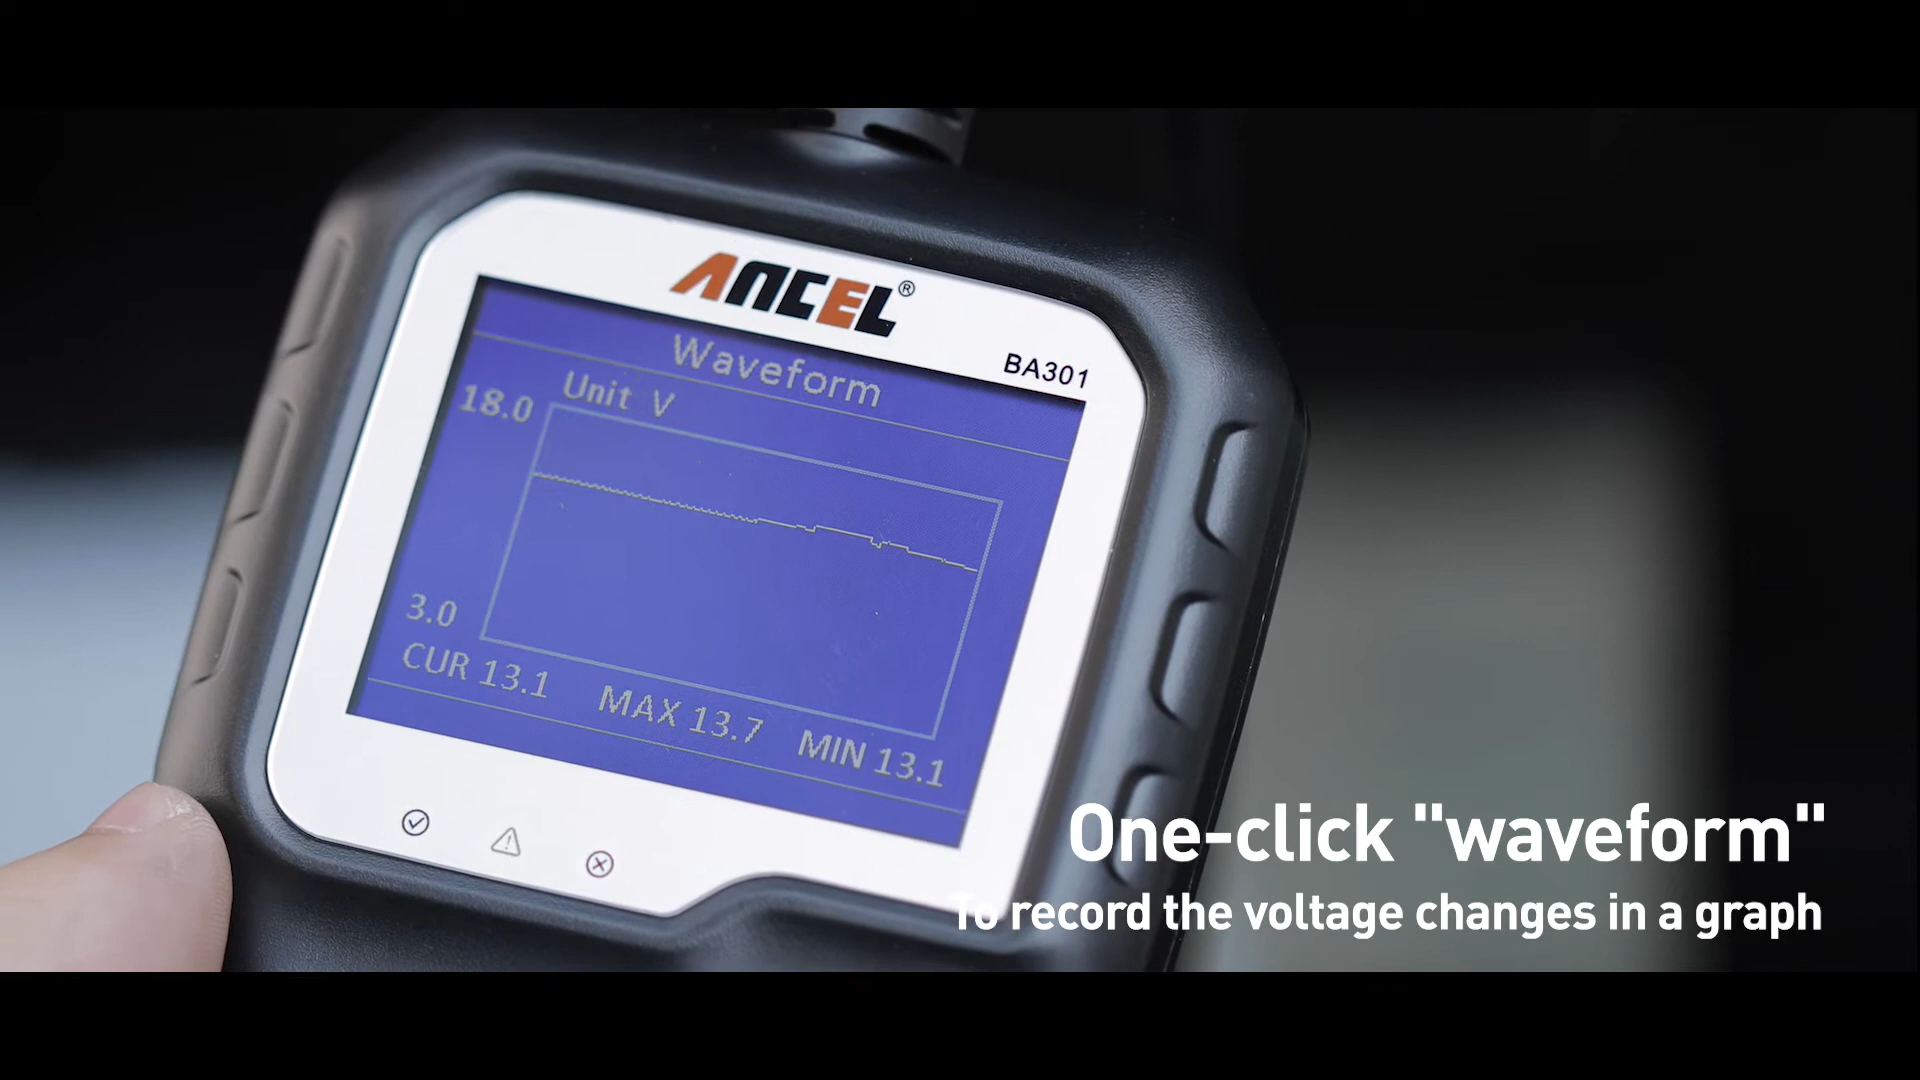 ANCEL®
BA301
Waveform
Unit V
18.0
3.0
CUR 13.1 MAX 13.7 MIN 13.1
One-click "waveform"
To record the voltage changes in a graph